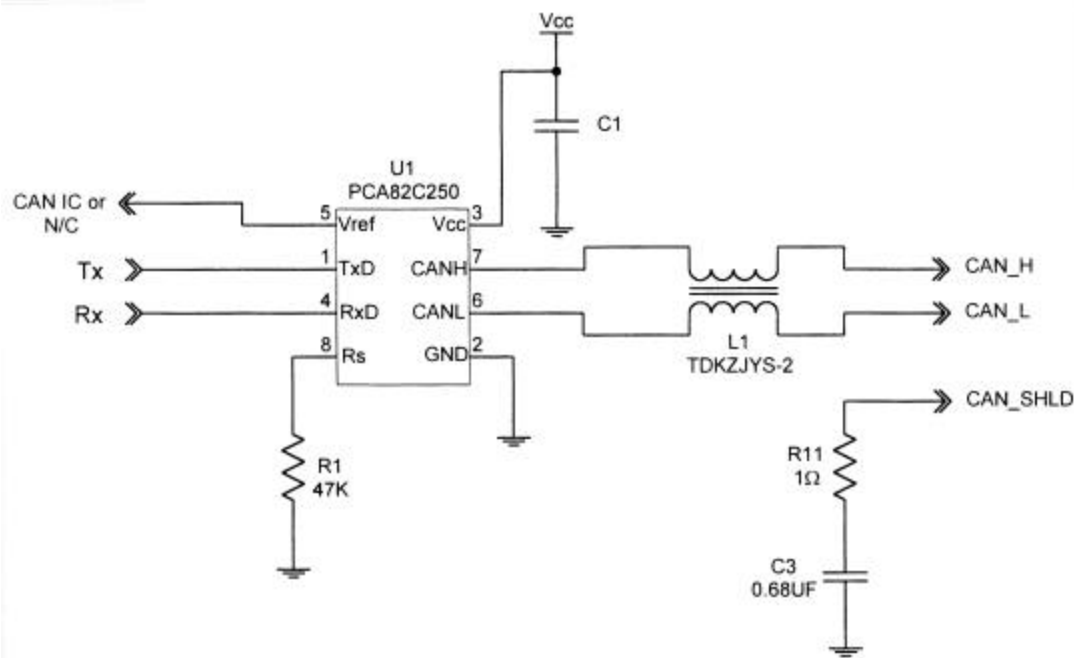 Vcc
C1
U1
PCA82C250
CAN IC or
N/C
5
Vref
Vcc
3
Tx
1
TxD
CANH
7
CAN_H
Rx
4
RxD
CANL
6
CAN_L
8
Rs
GND
2
L1
TDKZJYS-2
CAN_SHLD
R1
47K
R11
1Ω
C3
0.68UF